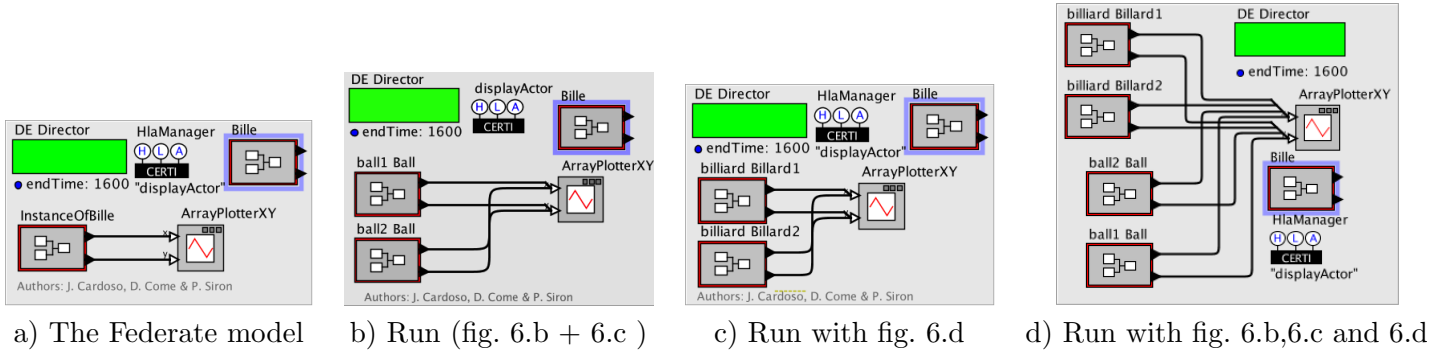 DE Director
HlaManager
Bille
H L A
CERTI
endTime: 1600
"displayActor"
InstanceOfBille
ArrayPlotterXY
x
y
Authors: J. Cardoso, D. Come & P. Siron
a) The Federate model
DE Director
displayActor
Bille
H L A
CERTI
endTime: 1600
ball1 Ball
ArrayPlotterXY
ball2 Ball
Authors: J. Cardoso, D. Come & P. Siron
b) Run (fig. 6.b + 6.c )
DE Director
HlaManager
Bille
H L A
CERTI
endTime: 1600
"displayActor"
billiard Billard1
ArrayPlotterXY
billiard Billard2
Authors: J. Cardoso, D. Come & P. Siron
c) Run with fig. 6.d
billiard Billard1
DE Director
endTime: 1600
billiard Billard2
ArrayPlotterXY
ball2 Ball
Bille
HlaManager
ball1 Ball
H L A
CERTI
"displayActor"
d) Run with fig. 6.b,6.c and 6.d